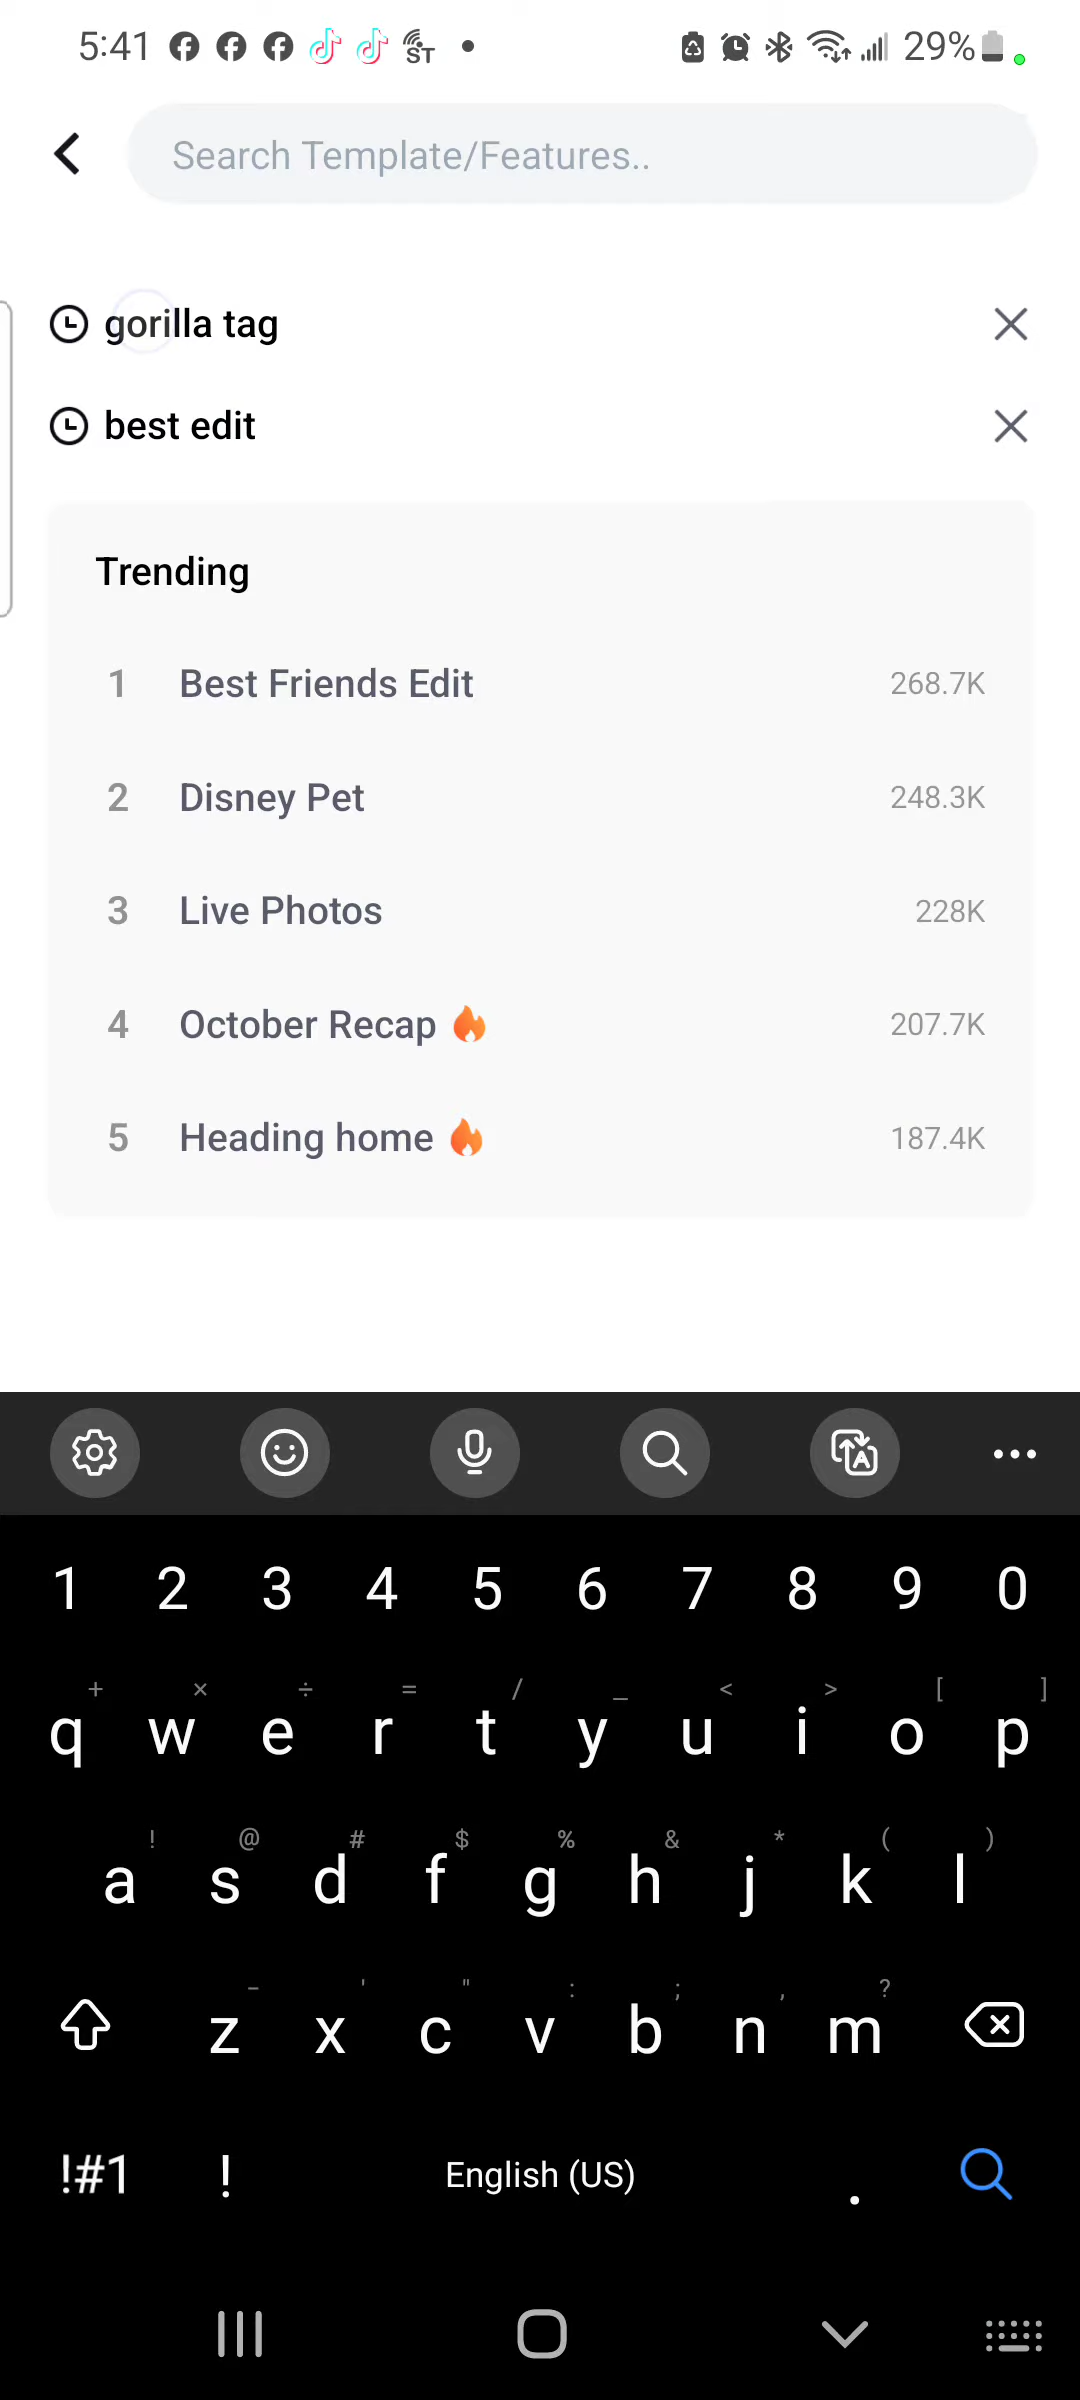 5:41 ST 29%
Search Template/Features..
gorilla tag
best edit
Trending
1 Best Friends Edit 268.7K
2 Disney Pet 248.3K
3 Live Photos 228K
4 October Recap 🔥 207.7K
5 Heading home 🔥 187.4K
A
1 2 3 4 5 6 7 8 9 0
+ × ÷ = / _ < > [ ]
q w e r t y u i o p
! @ # $ % & * ( )
a s d f g h j k l
- ' " : ; , ?
z x c v b n m
!#1 ! English (US) .